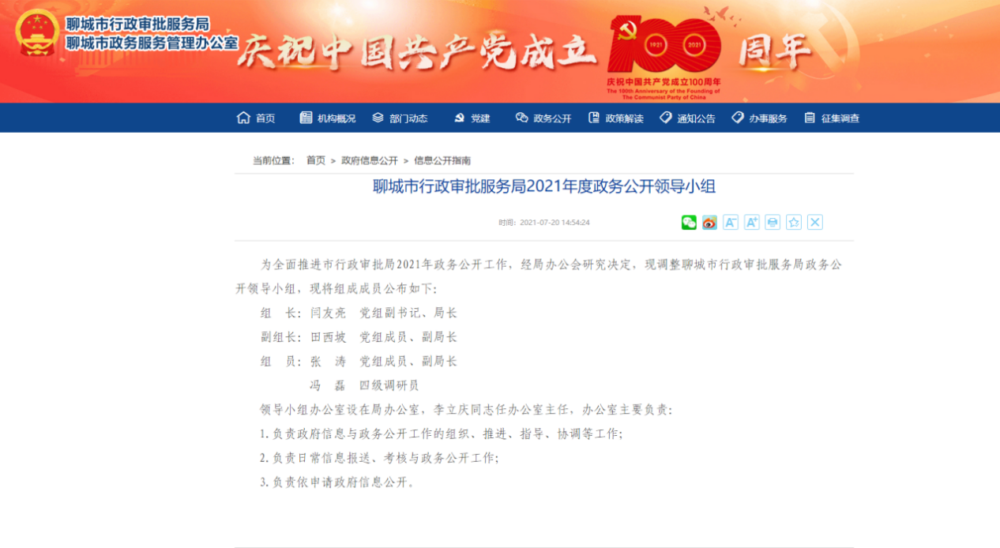 聊城市行政审批服务局
聊城市政务服务管理办公室
庆祝中国共产党成立
100
周年
1921
2021
庆祝中国共产党成立100周年
The 100th Anniversary of the Founding of
The Communist Party of China
首页 机构概况 部门动态 党建 政务公开 政策解读 通知公告 办事服务 征集调查
当前位置： 首页 > 政府信息公开 > 信息公开指南
聊城市行政审批服务局2021年度政务公开领导小组
时间：2021-07-20 14:54:24
A- A+
为全面推进市行政审批局2021年政务公开工作，经局办公会研究决定，现调整聊城市行政审批服务局政务公
开领导小组，现将组成成员公布如下：
组 长：闫友亮 党组副书记、局长
副组长：田西坡 党组成员、副局长
组 员：张 涛 党组成员、副局长
冯 磊 四级调研员
领导小组办公室设在局办公室，李立庆同志任办公室主任，办公室主要负责：
1.负责政府信息与政务公开工作的组织、推进、指导、协调等工作；
2.负责日常信息报送、考核与政务公开工作；
3.负责依申请政府信息公开。